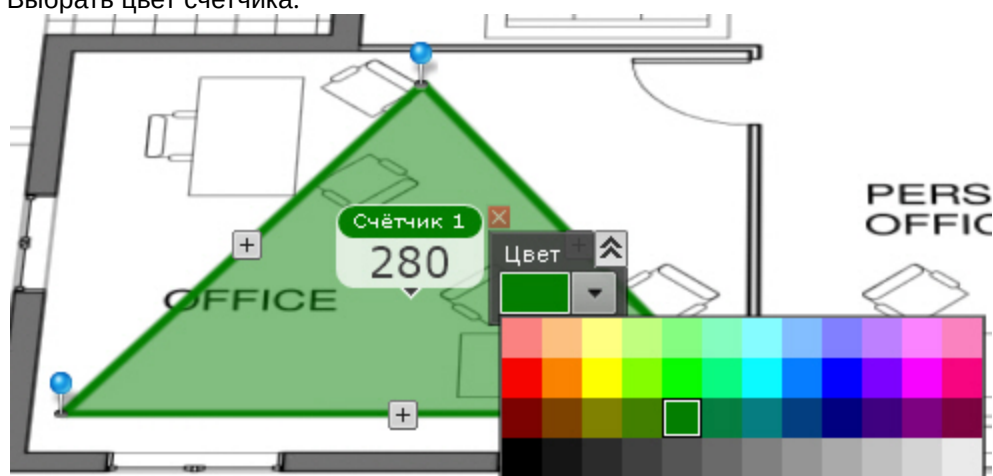 Выбрать цвет счётчика.
PERS
OFFIC
Счётчик 1
280
Цвет
OFFICE